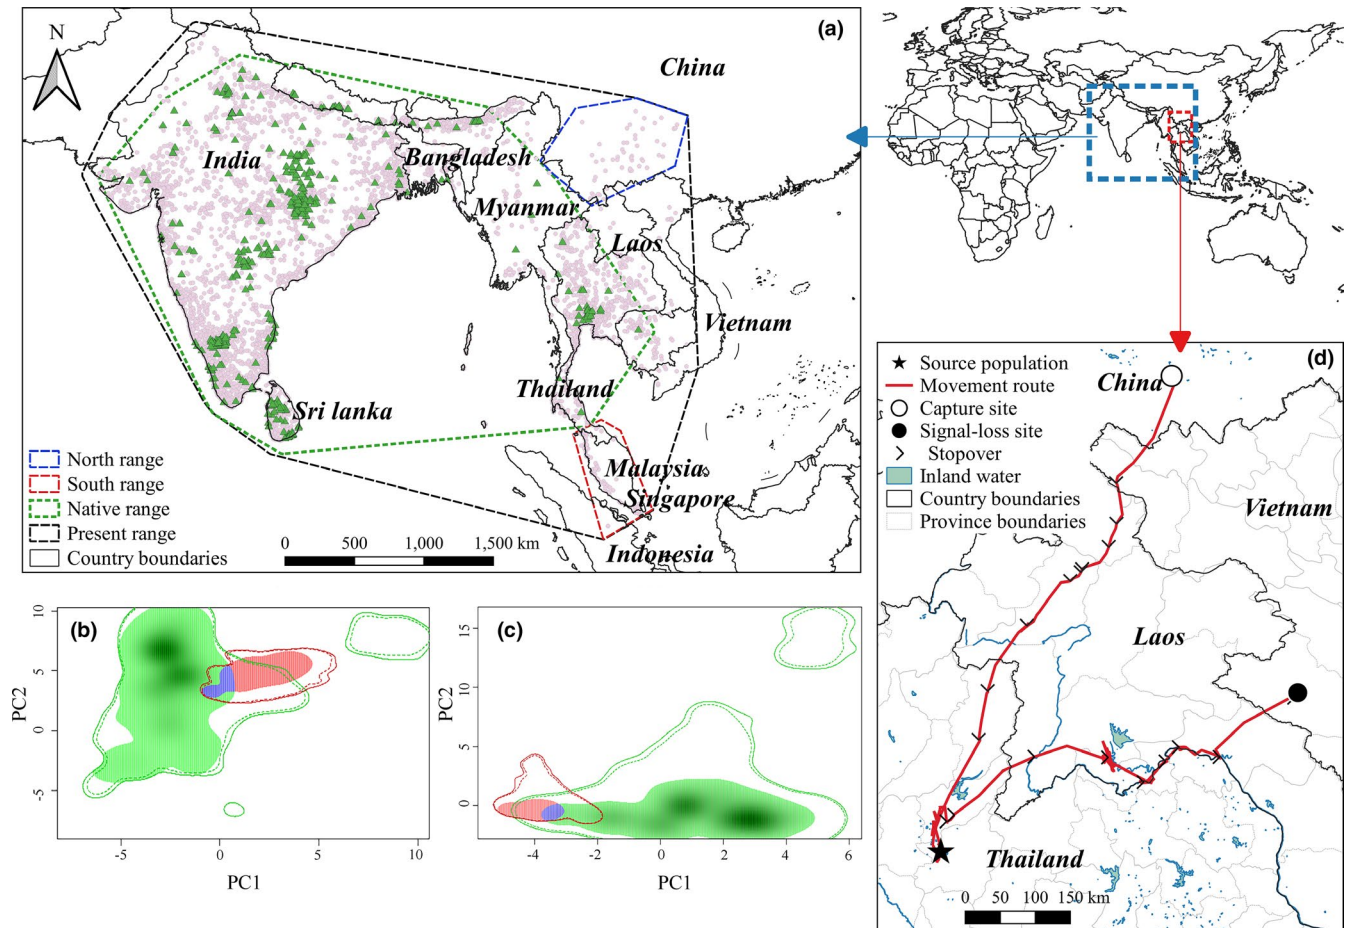 N
(a)
China
India
Bangladesh
Myanmar
Laos
Vietnam
Thailand
Sri lanka
Malaysia
Singapore
Indonesia
North range
South range
Native range
Present range
Country boundaries
0 500 1,000 1,500 km
(b)
10
5
0
-5
PC2
-5 0 5 10
PC1
(c)
15
10
5
0
PC2
-4 -2 0 2 4 6
PC1
(d)
Source population
Movement route
Capture site
Signal-loss site
Stopover
Inland water
Country boundaries
Province boundaries
China
Vietnam
Laos
Thailand
0 50 100 150 km